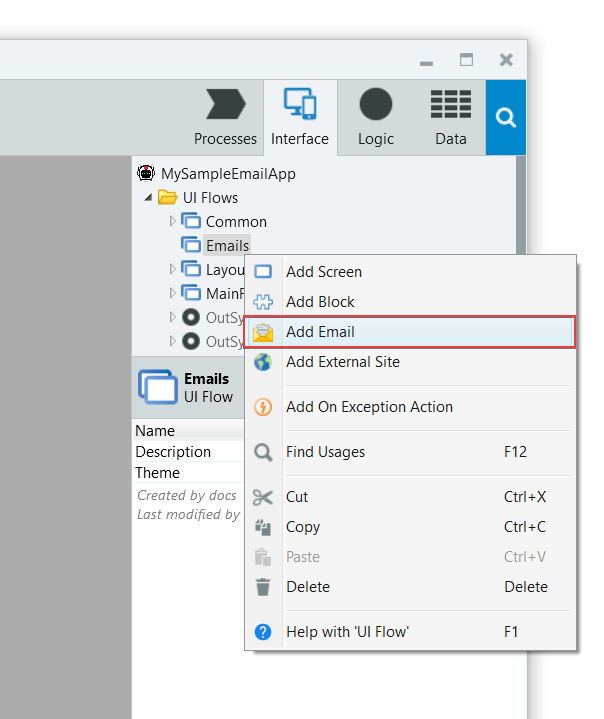 Processes Interface Logic Data
MySampleEmailApp
UI Flows
Common
Emails
Layou
MainF
OutSy
OutSy
Add Screen
Add Block
Add Email
Add External Site
Add On Exception Action
Find Usages F12
Cut Ctrl+X
Copy Ctrl+C
Paste Ctrl+V
Delete Delete
Help with 'UI Flow' F1
Emails
UI Flow
Name
Description
Theme
Created by docs
Last modified by